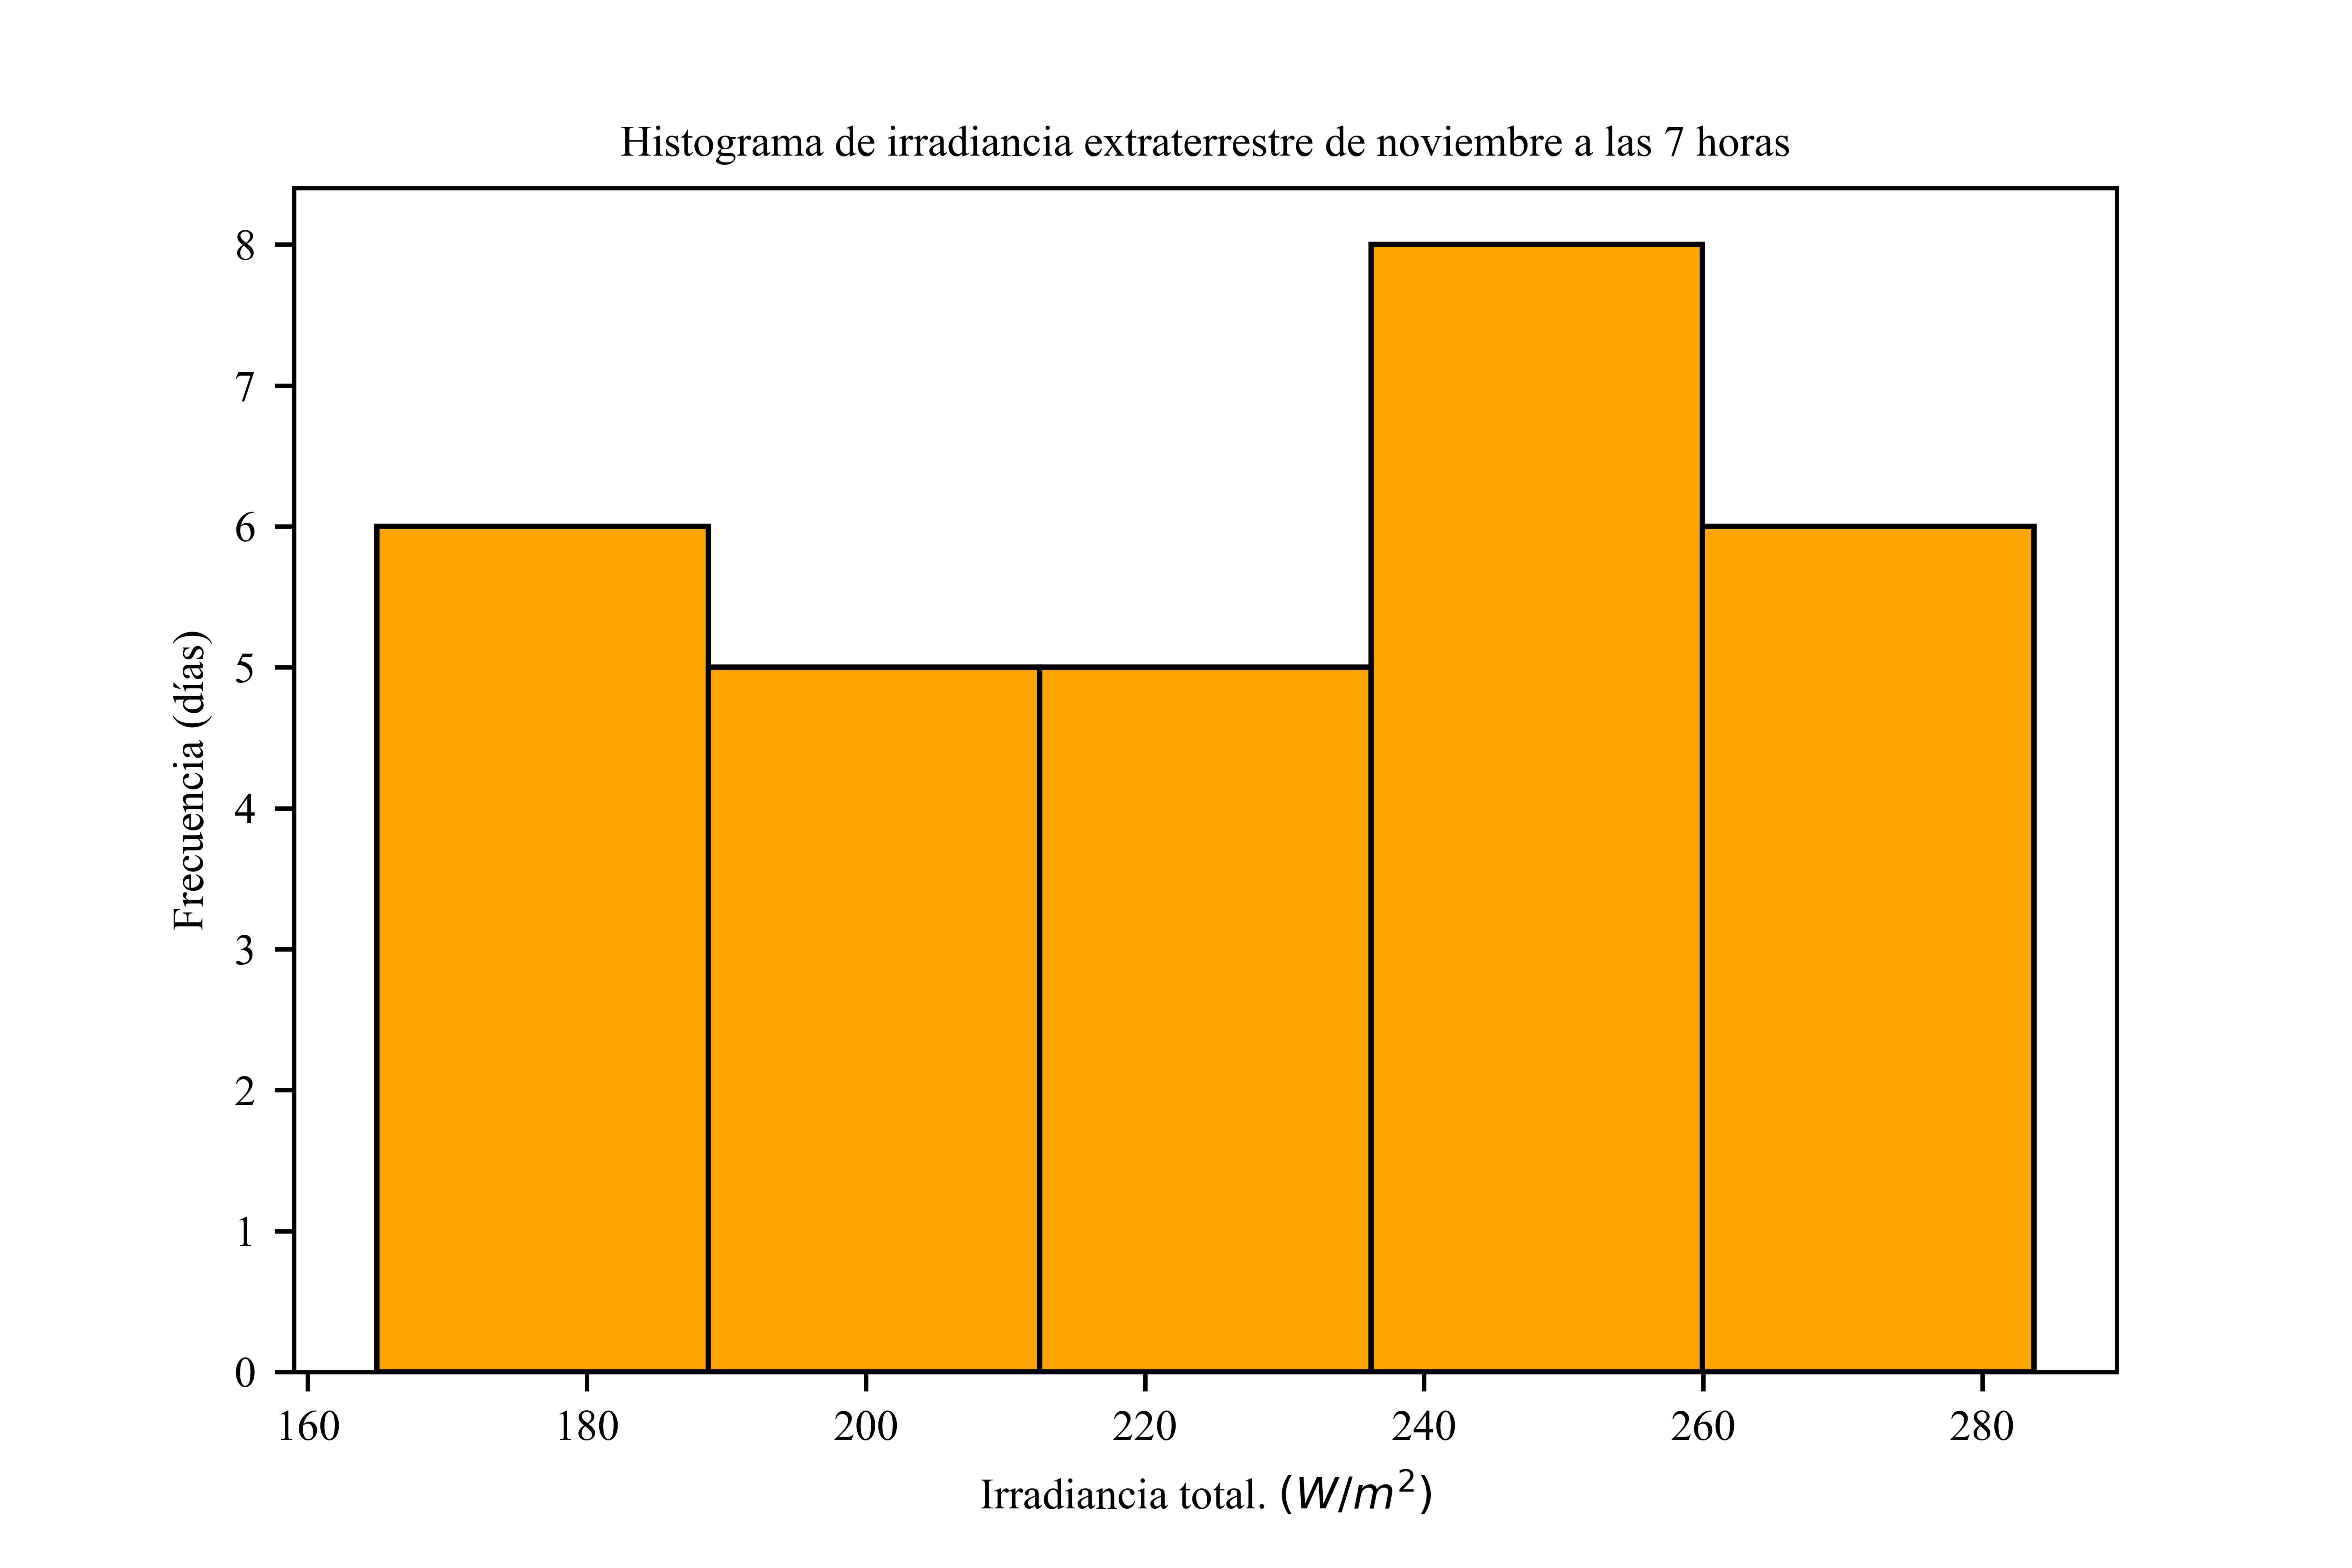 Histograma de irradiancia extraterrestre de noviembre a las 7 horas
Frecuencia (días)
8
7
6
5
4
3
2
1
0
160 180 200 220 240 260 280
Irradiancia total. (W/m²)